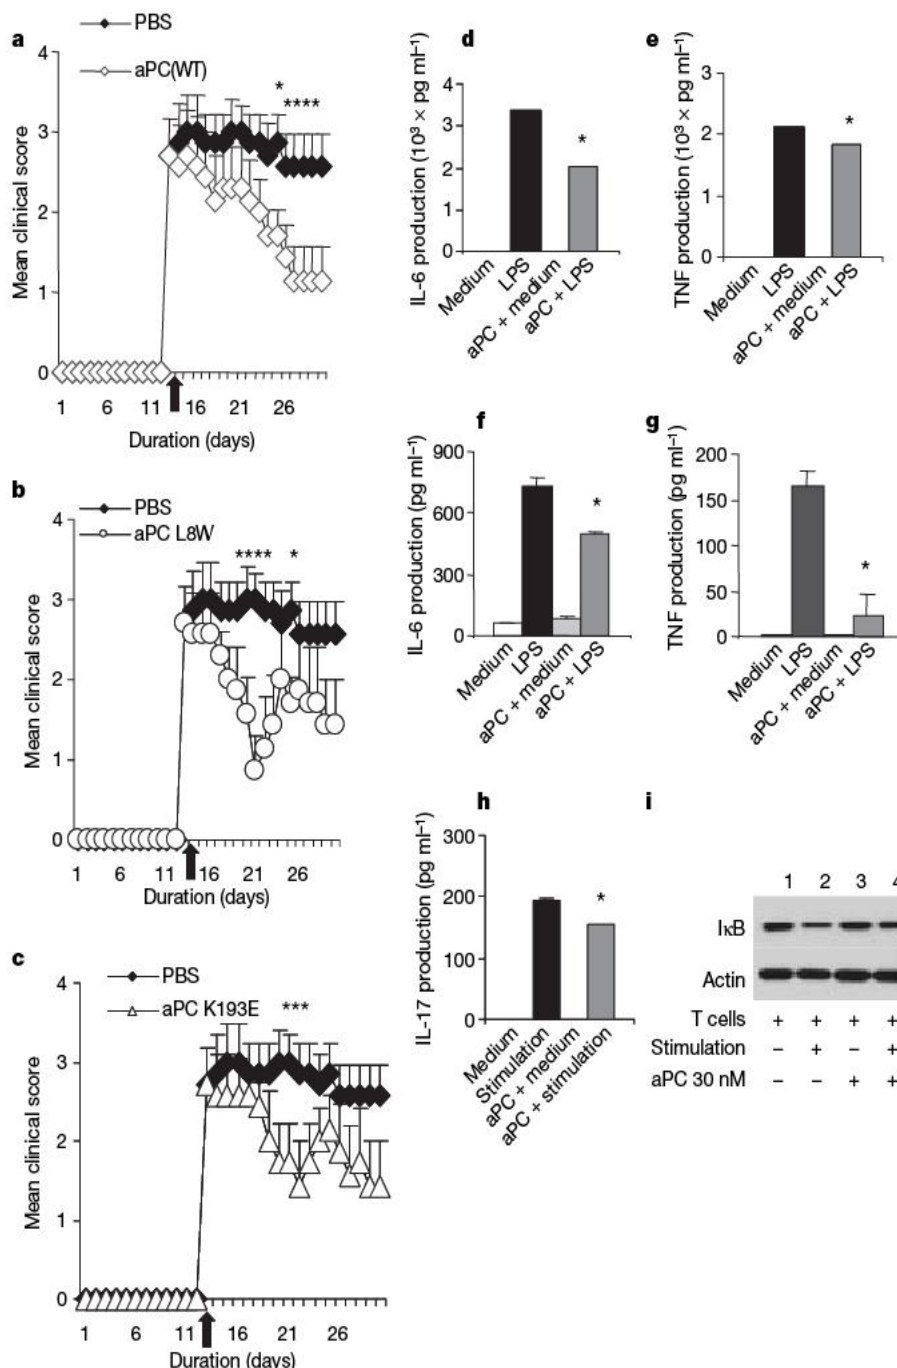 a
PBS
aPC(WT)
*
****
4
3
2
1
0
Mean clinical score
1 6 11 16 21 26
Duration (days)
b
PBS
aPC L8W
**** *
4
3
2
1
0
Mean clinical score
1 6 11 16 21 26
Duration (days)
c
PBS
aPC K193E
***
4
3
2
1
0
Mean clinical score
1 6 11 16 21 26
Duration (days)
d
IL-6 production (10³ × pg ml⁻¹)
4
3
2
1
0
*
Medium
LPS
aPC + medium
aPC + LPS
e
TNF production (10³ × pg ml⁻¹)
3
2
1
0
*
Medium
LPS
aPC + medium
aPC + LPS
f
IL-6 production (pg ml⁻¹)
900
600
300
0
*
Medium
LPS
aPC + medium
aPC + LPS
g
TNF production (pg ml⁻¹)
200
150
100
50
0
*
Medium
LPS
aPC + medium
aPC + LPS
h
IL-17 production (pg ml⁻¹)
300
200
100
0
*
Medium
Stimulation
aPC + medium
aPC + stimulation
i
1 2 3 4
IκB
Actin
T cells + + + +
Stimulation – + – +
aPC 30 nM – – + +